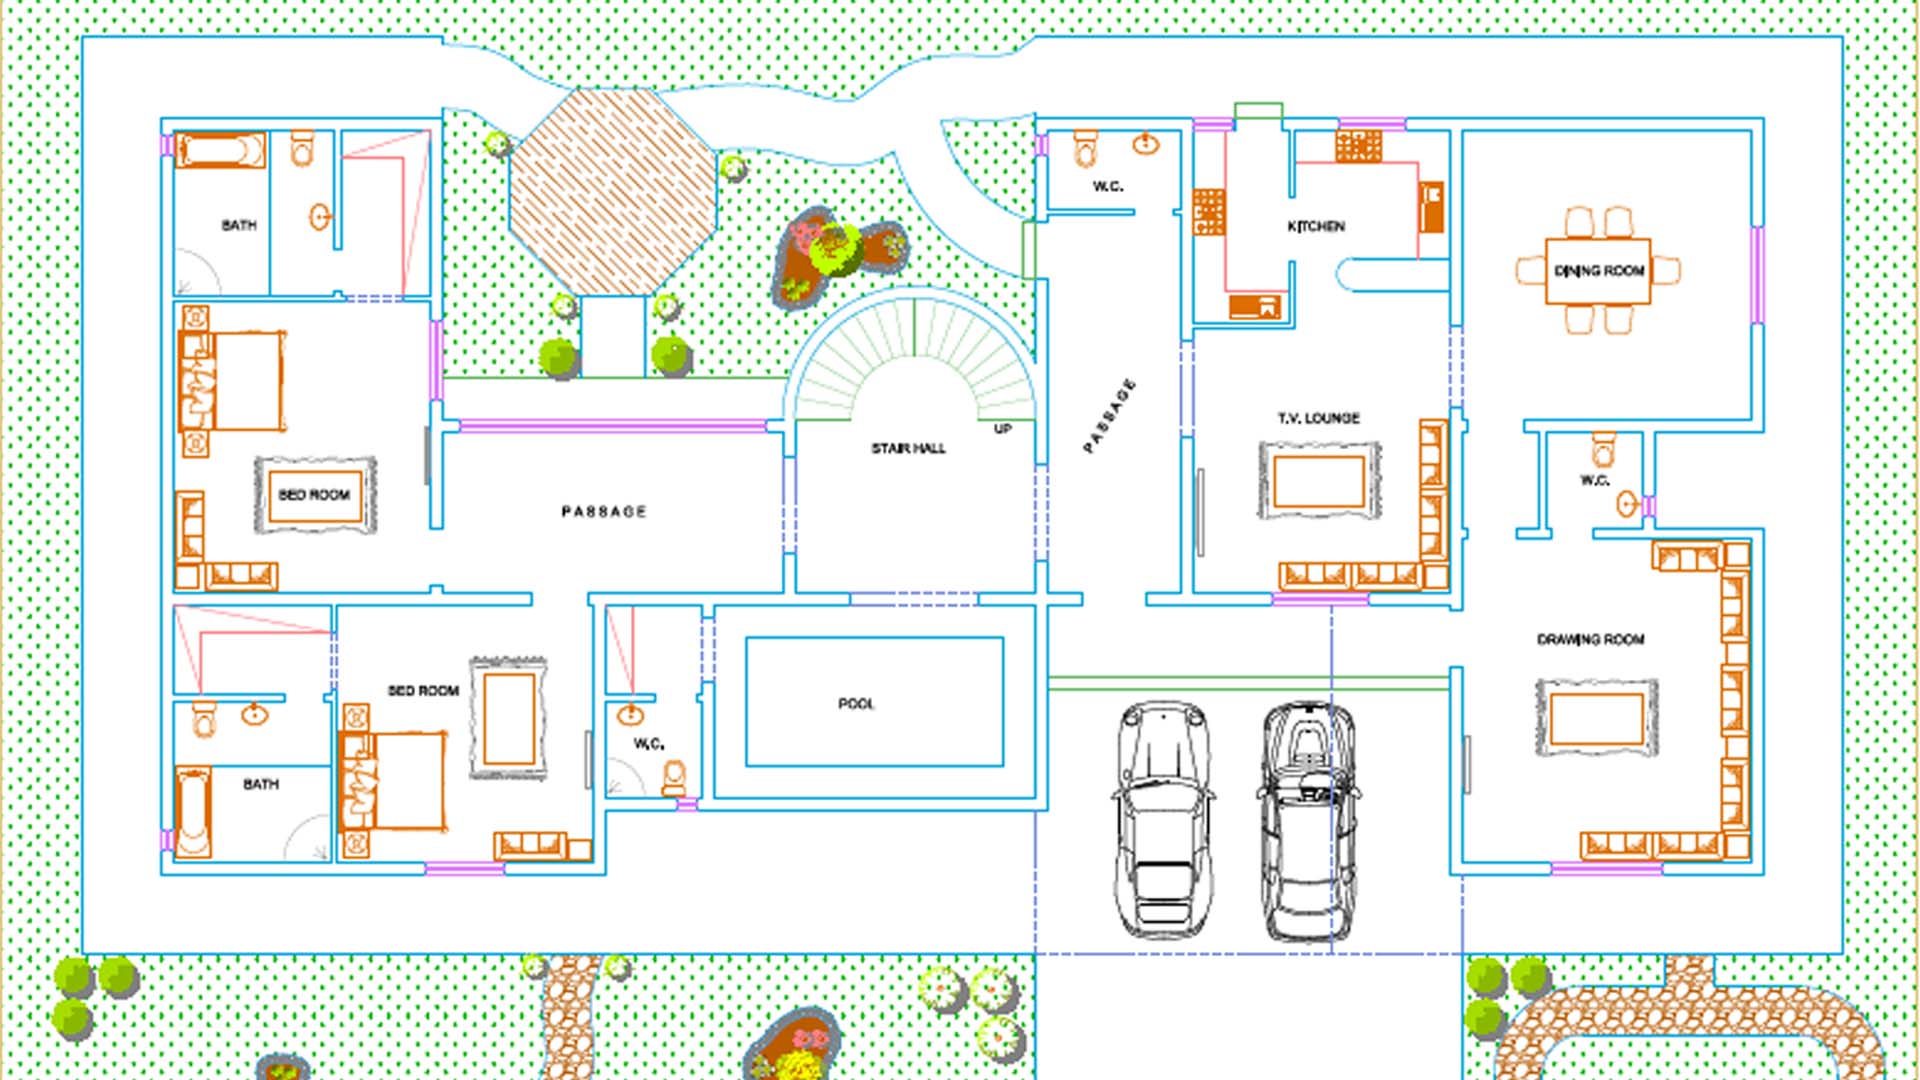 W.C.
BATH
KITCHEN
DINING ROOM
PASSAGE
T.V. LOUNGE
UP
STAIR HALL
W.C.
BED ROOM
PASSAGE
DRAWING ROOM
BED ROOM
POOL
W.C.
BATH